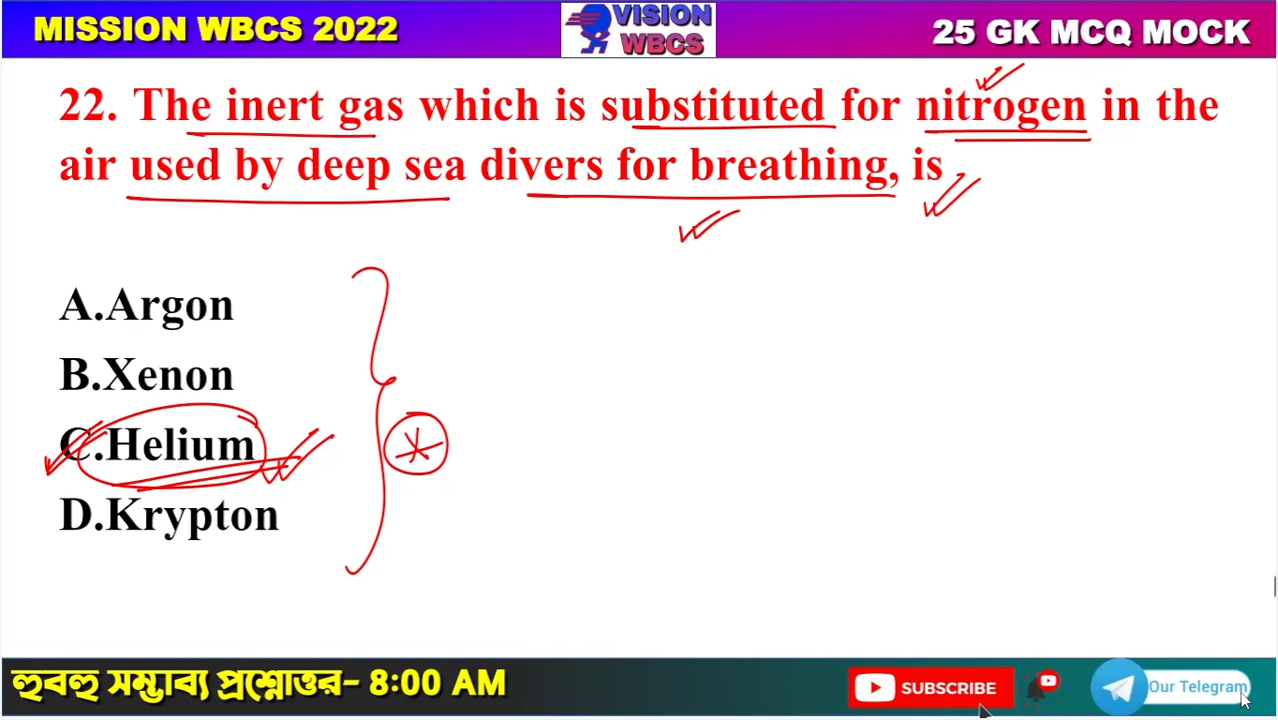 MISSION WBCS 2022
VISION
WBCS
25 GK MCQ MOCK
22. The inert gas which is substituted for nitrogen in the
air used by deep sea divers for breathing, is
A.Argon
B.Xenon
C.Helium
D.Krypton
হুবহু সম্ভাব্য প্রশ্নোত্তর- 8:00 AM
SUBSCRIBE
Our Telegram